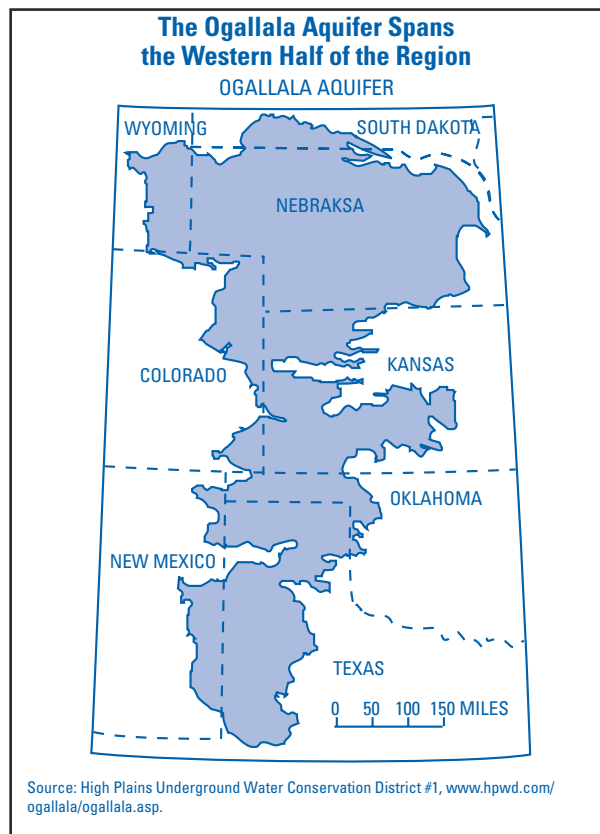 The Ogallala Aquifer Spans
the Western Half of the Region
OGALLALA AQUIFER
WYOMING
SOUTH DAKOTA
NEBRAKSA
COLORADO
KANSAS
OKLAHOMA
NEW MEXICO
TEXAS
0 50 100 150 MILES
Source: High Plains Underground Water Conservation District #1, www.hpwd.com/
ogallala/ogallala.asp.